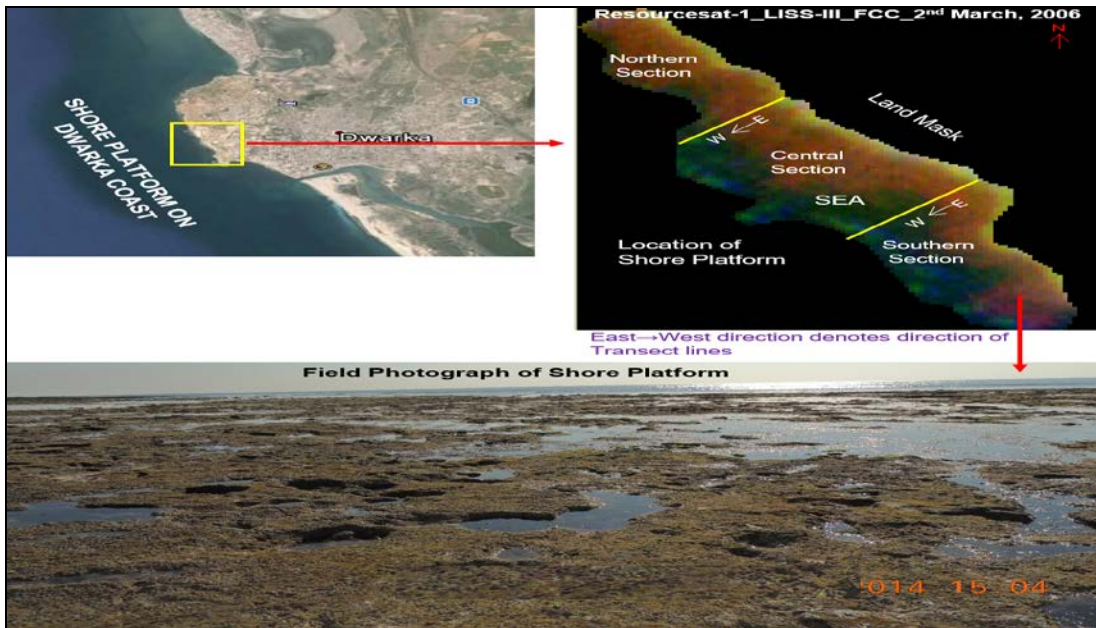 SHORE PLATFORM ON
DWARKA COAST
Dwarka
Resourcesat-1_LISS-III_FCC_2nd March, 2006
N
Northern
Section
Land Mask
W ← E
Central
Section
SEA
W ← E
Location of
Shore Platform
Southern
Section
East→West direction denotes direction of
Transect lines
Field Photograph of Shore Platform
014 15 04